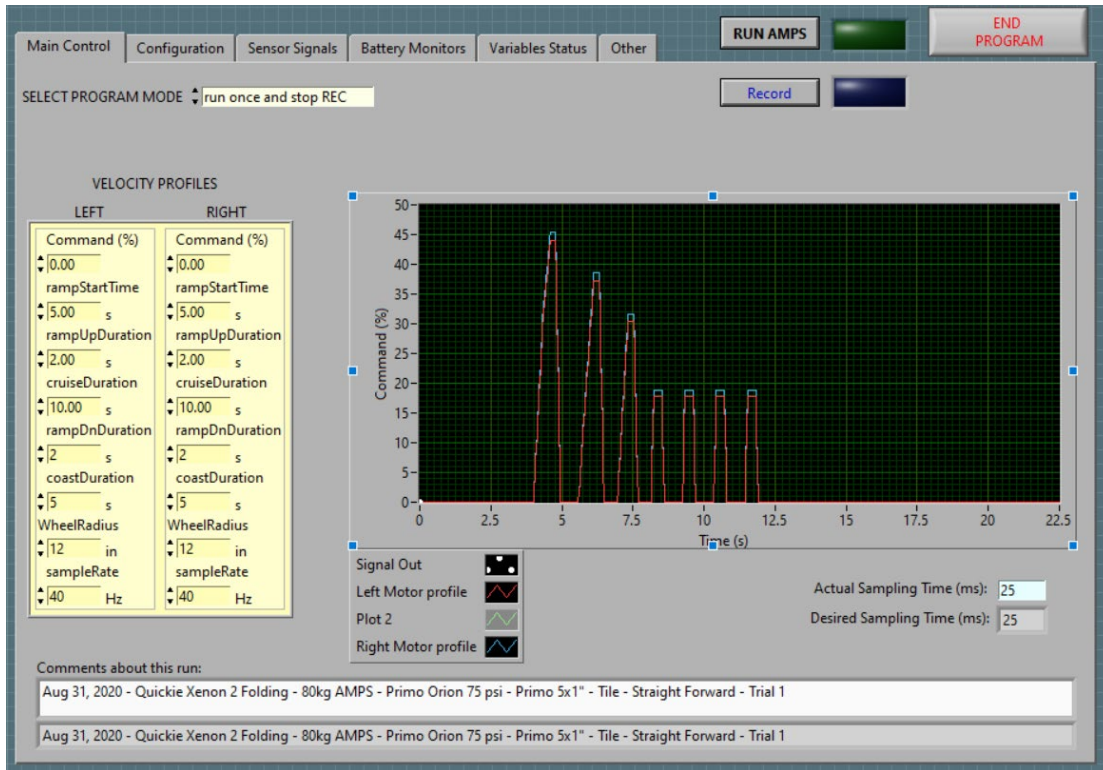 RUN AMPS
END
PROGRAM
Main Control
Configuration
Sensor Signals
Battery Monitors
Variables Status
Other
SELECT PROGRAM MODE
run once and stop REC
Record
VELOCITY PROFILES
LEFT
RIGHT
Command (%)
0.00
rampStartTime
5.00 s
rampUpDuration
2.00 s
cruiseDuration
10.00 s
rampDnDuration
2 s
coastDuration
5 s
WheelRadius
12 in
sampleRate
40 Hz
Command (%)
0.00
rampStartTime
5.00 s
rampUpDuration
2.00 s
cruiseDuration
10.00 s
rampDnDuration
2 s
coastDuration
5 s
WheelRadius
12 in
sampleRate
40 Hz
Command (%)
50
45
40
35
30
25
20
15
10
5
0
0 2.5 5 7.5 10 12.5 15 17.5 20 22.5
Time (s)
Signal Out
Left Motor profile
Plot 2
Right Motor profile
Actual Sampling Time (ms): 25
Desired Sampling Time (ms): 25
Comments about this run:
Aug 31, 2020 - Quickie Xenon 2 Folding - 80kg AMPS - Primo Orion 75 psi - Primo 5x1" - Tile - Straight Forward - Trial 1
Aug 31, 2020 - Quickie Xenon 2 Folding - 80kg AMPS - Primo Orion 75 psi - Primo 5x1" - Tile - Straight Forward - Trial 1